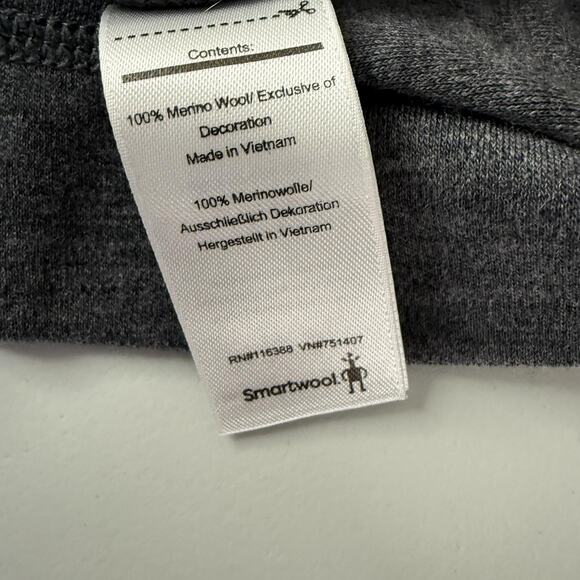 Contents:
100% Merino Wool/ Exclusive of
Decoration
Made in Vietnam
100% Merinowolle/
Ausschließlich Dekoration
Hergestellt in Vietnam
RN#116388 VN#751407
Smartwool.